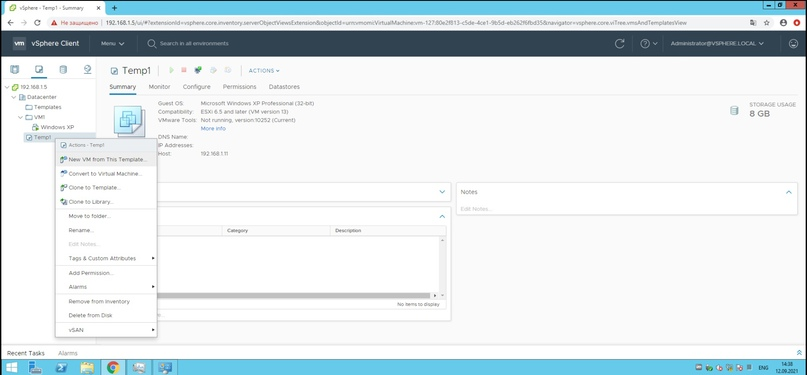 vSphere - Temp1 - Summary
Не защищено
192.168.1.5/ui/#?extensionId=vsphere.core.inventory.serverObjectViewsExtension&objectId=urn:vmomi:VirtualMachine:vm-127:80e2f813-c5de-4ce1-9b5d-eb262f6fbd35&navigator=vsphere.core.viTree.vmsAndTemplatesView
vm vSphere Client
Menu
Search in all environments
Administrator@VSPHERE.LOCAL
192.168.1.5
Datacenter
Templates
VM1
Windows XP
Temp1
Temp1
ACTIONS
Summary Monitor Configure Permissions Datastores
Guest OS: Microsoft Windows XP Professional (32-bit)
Compatibility: ESXi 6.5 and later (VM version 13)
VMware Tools: Not running, version:10252 (Current)
More info
DNS Name:
IP Addresses:
Host: 192.168.1.11
STORAGE USAGE
8 GB
Actions - Temp1
New VM from This Template...
Convert to Virtual Machine...
Clone to Template...
Clone to Library...
Move to folder...
Rename...
Edit Notes...
Tags & Custom Attributes
Add Permission...
Alarms
Remove from Inventory
Delete from Disk
vSAN
Category Description
No items to display
Notes
Edit Notes...
Recent Tasks Alarms
14:38
12.09.2021